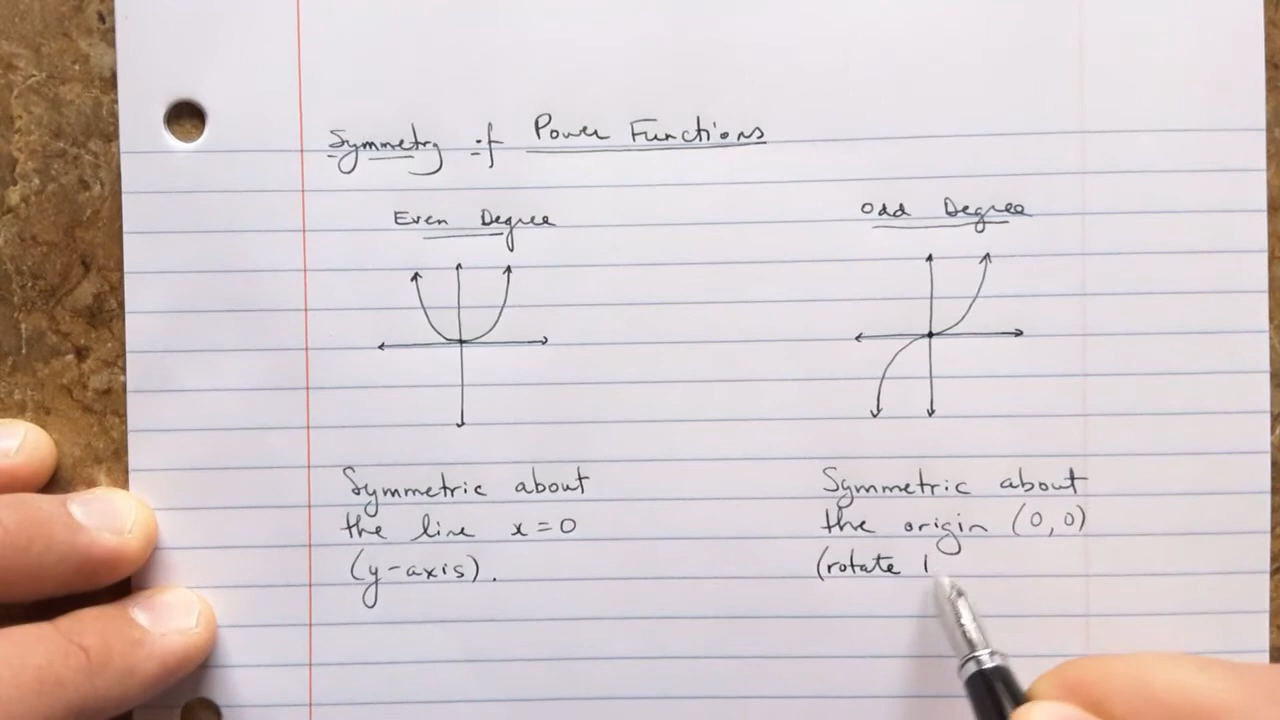 Symmetry of Power Functions
Even Degree
Symmetric about
the line x=0
(y-axis).
Odd Degree
Symmetric about
the origin (0,0)
(rotate 1